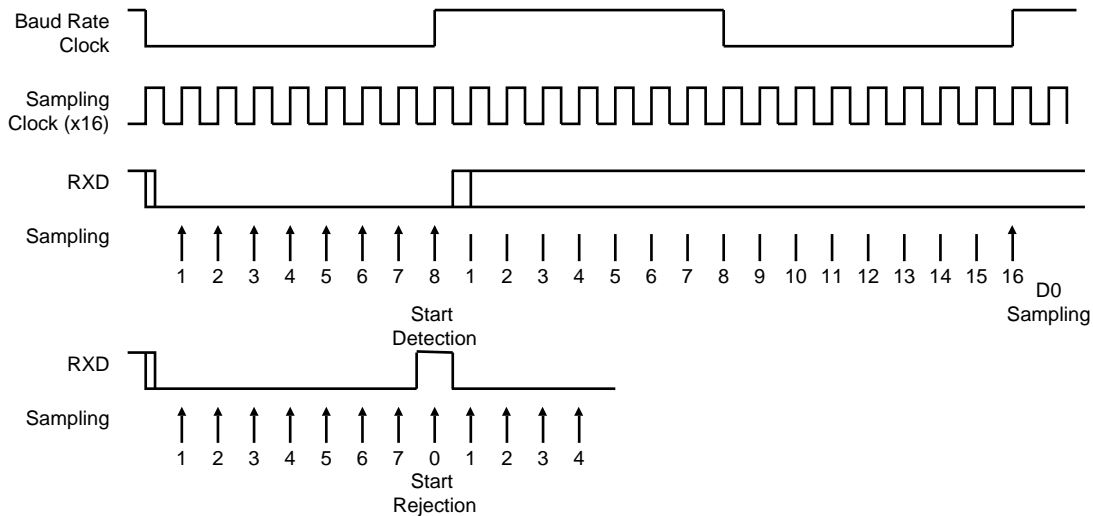 Baud Rate
Clock
Sampling
Clock (x16)
RXD
Sampling
1 2 3 4 5 6 7 8 1 2 3 4 5 6 7 8 9 10 11 12 13 14 15 16
D0
Sampling
Start
Detection
RXD
Sampling
1 2 3 4 5 6 7 0 1 2 3 4
Start
Rejection